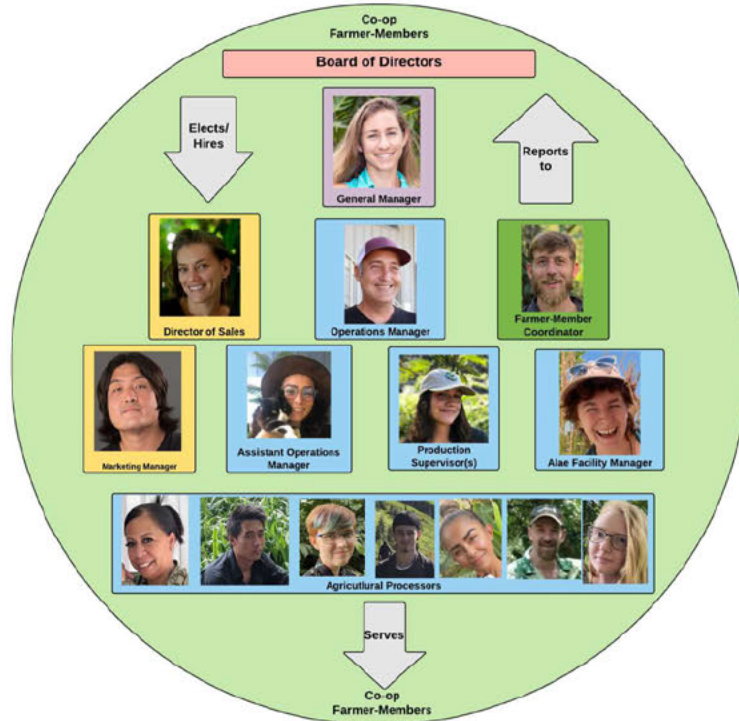 Co-op
Farmer-Members
Board of Directors
Elects/
Hires
Reports
to
General Manager
Director of Sales
Operations Manager
Farmer-Member
Coordinator
Marketing Manager
Assistant Operations
Manager
Production
Supervisor(s)
Alae Facility Manager
Agricutlural Processors
Serves
Co-op
Farmer-Members